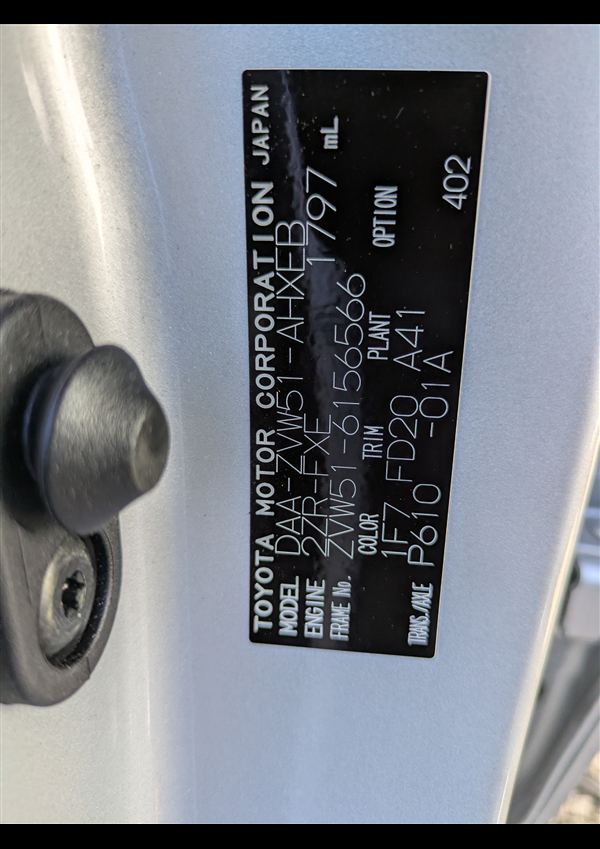 TOYOTA MOTOR CORPORATION JAPAN
MODEL DAA-ZVW51-AHXEB
ENGINE 2ZR-FXE 1797 mL
FRAME No. ZVW51-6156566
COLOR TRIM PLANT OPTION
1F7 FD20 A41
TRANS./AXLE P610 -01A 402